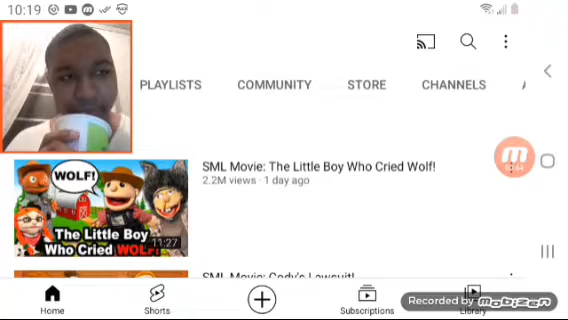 10:19
PLAYLISTS COMMUNITY STORE CHANNELS
WOLF!
The Little Boy
Who Cried WOLF!
11:27
SML Movie: The Little Boy Who Cried Wolf!
2.2M views · 1 day ago
SML Movie: Cody's Lawsuit!
Home Shorts Subscriptions Library
Recorded by MOBIZEN